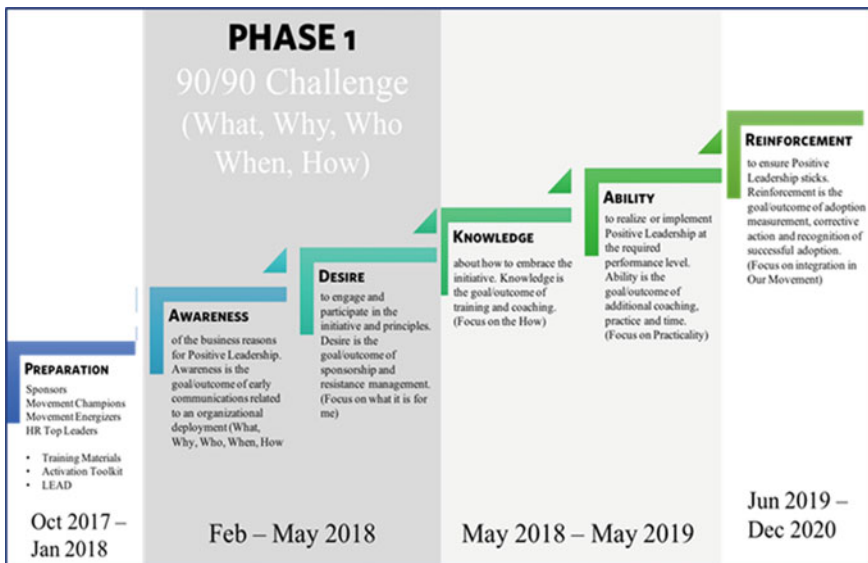 PHASE 1
90/90 Challenge
(What, Why, Who
When, How)
PREPARATION
Sponsors
Movement Champions
Movement Energizers
HR Top Leaders
• Training Materials
• Activation Toolkit
• LEAD
Oct 2017 –
Jan 2018
AWARENESS
of the business reasons
for Positive Leadership.
Awareness is the
goal/outcome of early
communications related
to an organizational
deployment (What,
Why, Who, When, How
DESIRE
to engage and
participate in the
initiative and principles.
Desire is the
goal/outcome of
sponsorship and
resistance management.
(Focus on what it is for
me)
Feb – May 2018
KNOWLEDGE
about how to embrace the
initiative. Knowledge is
the goal/outcome of
training and coaching.
(Focus on the How)
ABILITY
to realize or implement
Positive Leadership at
the required
performance level.
Ability is the
goal/outcome of
additional coaching,
practice and time.
(Focus on Practicality)
May 2018 – May 2019
REINFORCEMENT
to ensure Positive
Leadership sticks.
Reinforcement is the
goal/outcome of adoption
measurement, corrective
action and recognition of
successful adoption.
(Focus on integration in
Our Movement)
Jun 2019 –
Dec 2020